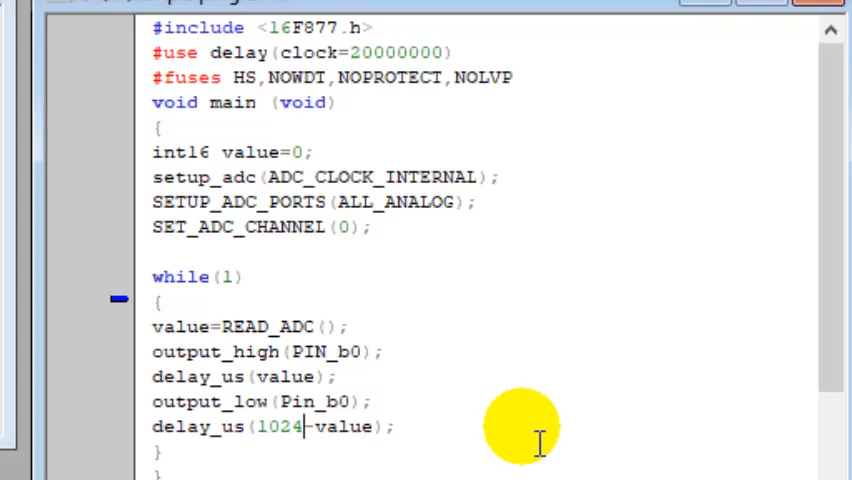 #include <16F877.h>
#use delay(clock=20000000)
#fuses HS,NOWDT,NOPROTECT,NOLVP
void main (void)
{
int16 value=0;
setup_adc(ADC_CLOCK_INTERNAL);
SETUP_ADC_PORTS(ALL_ANALOG);
SET_ADC_CHANNEL(0);
while(1)
{
value=READ_ADC();
output_high(PIN_b0);
delay_us(value);
output_low(Pin_b0);
delay_us(1024-value);
}
}